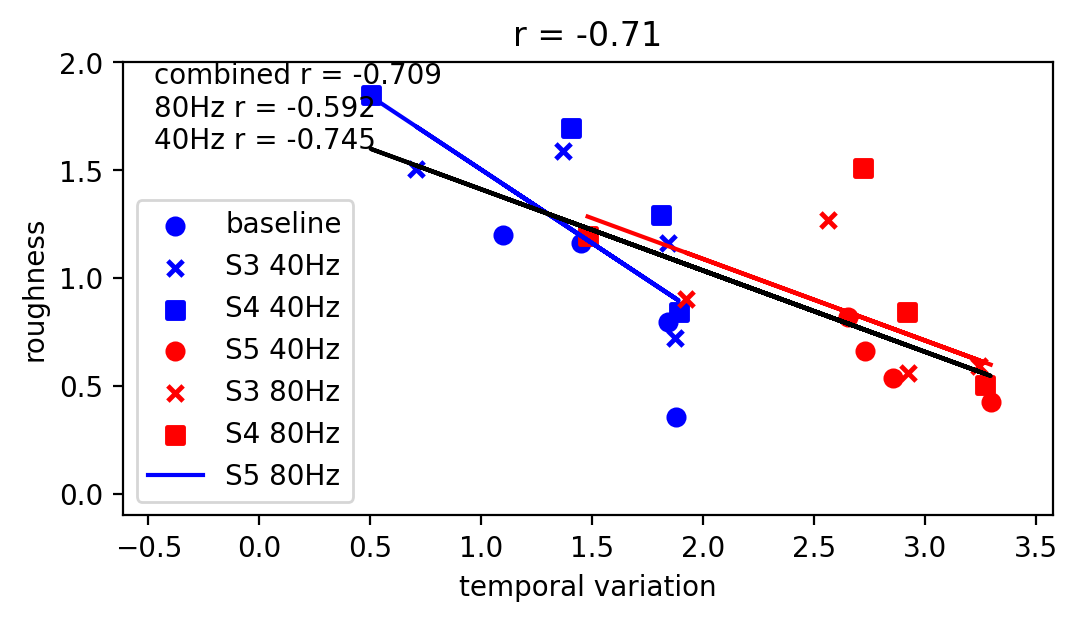 r = -0.71
combined r = -0.709
80Hz r = -0.592
40Hz r = -0.745
baseline
S3 40Hz
S4 40Hz
S5 40Hz
S3 80Hz
S4 80Hz
S5 80Hz
roughness
2.0
1.5
1.0
0.5
0.0
−0.5 0.0 0.5 1.0 1.5 2.0 2.5 3.0 3.5
temporal variation